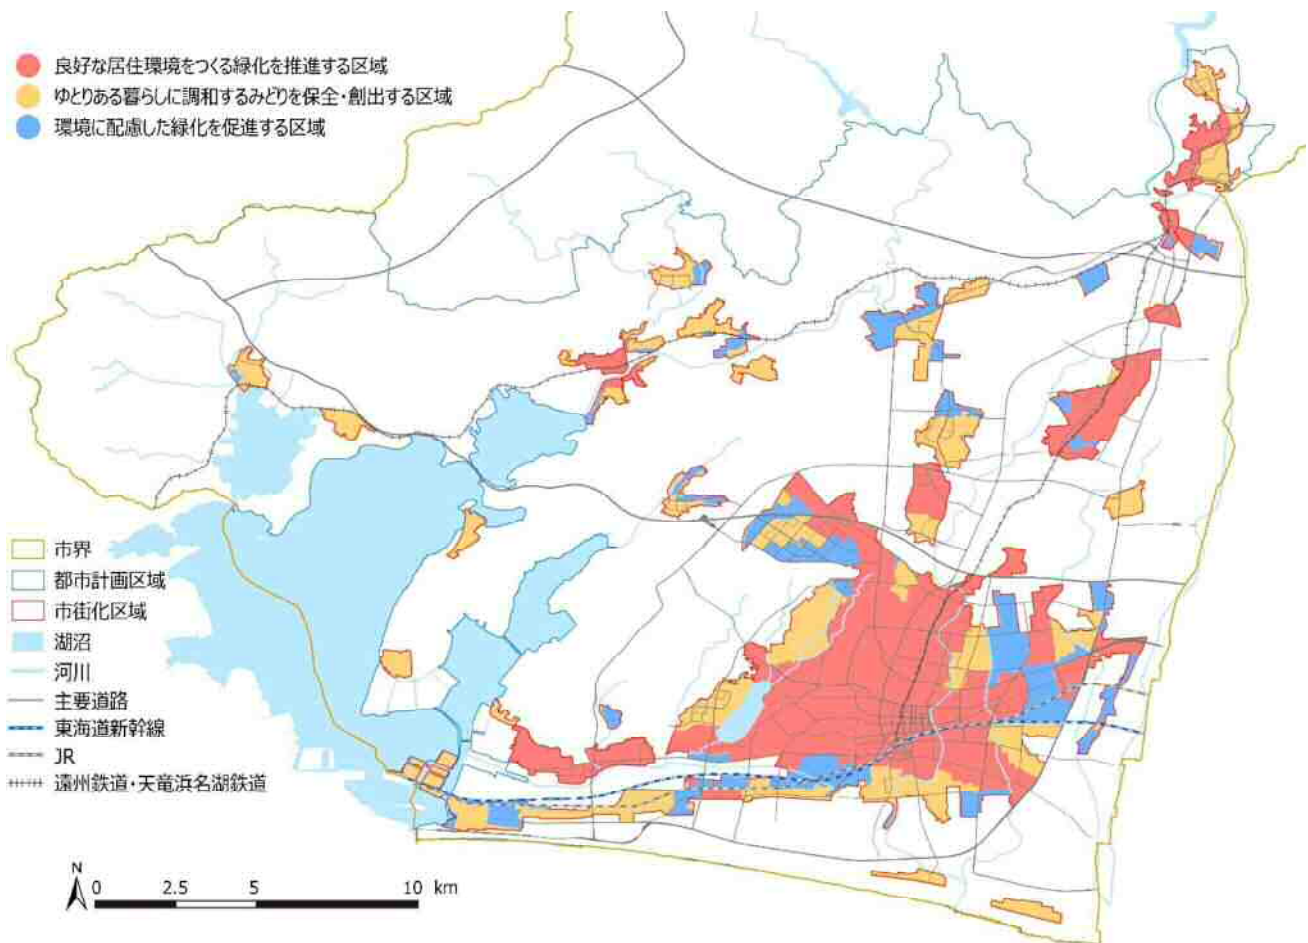 良好な居住環境をつくる緑化を推進する区域
ゆとりある暮らしに調和するみどりを保全・創出する区域
環境に配慮した緑化を促進する区域
市界
都市計画区域
市街化区域
湖沼
河川
主要道路
東海道新幹線
JR
遠州鉄道・天竜浜名湖鉄道
N
0 2.5 5 10 km